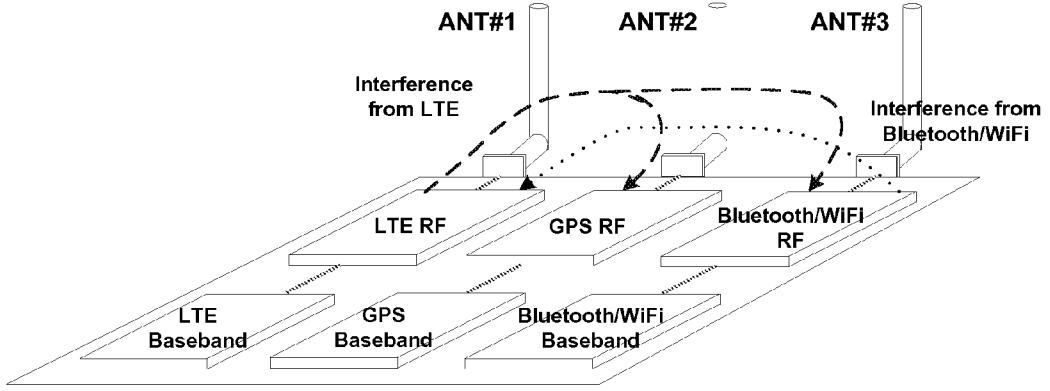 ANT#1
ANT#2
ANT#3
Interference
from LTE
Interference from
Bluetooth/WiFi
LTE RF
GPS RF
Bluetooth/WiFi
RF
LTE
Baseband
GPS
Baseband
Bluetooth/WiFi
Baseband